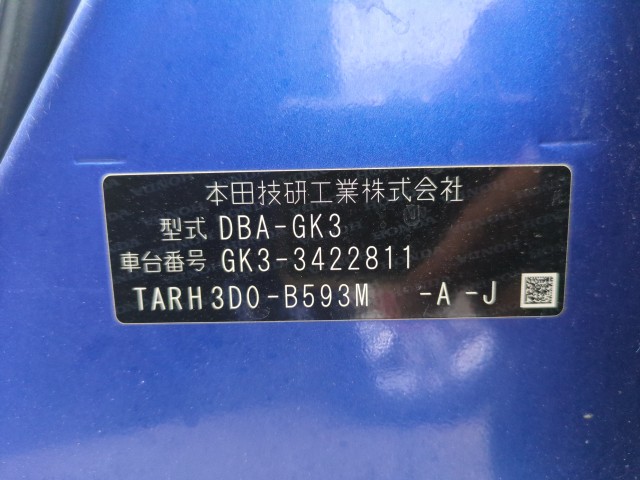 本田技研工業株式会社
型式 DBA-GK3
車台番号 GK3-3422811
TARH3D0-B593M -A -J